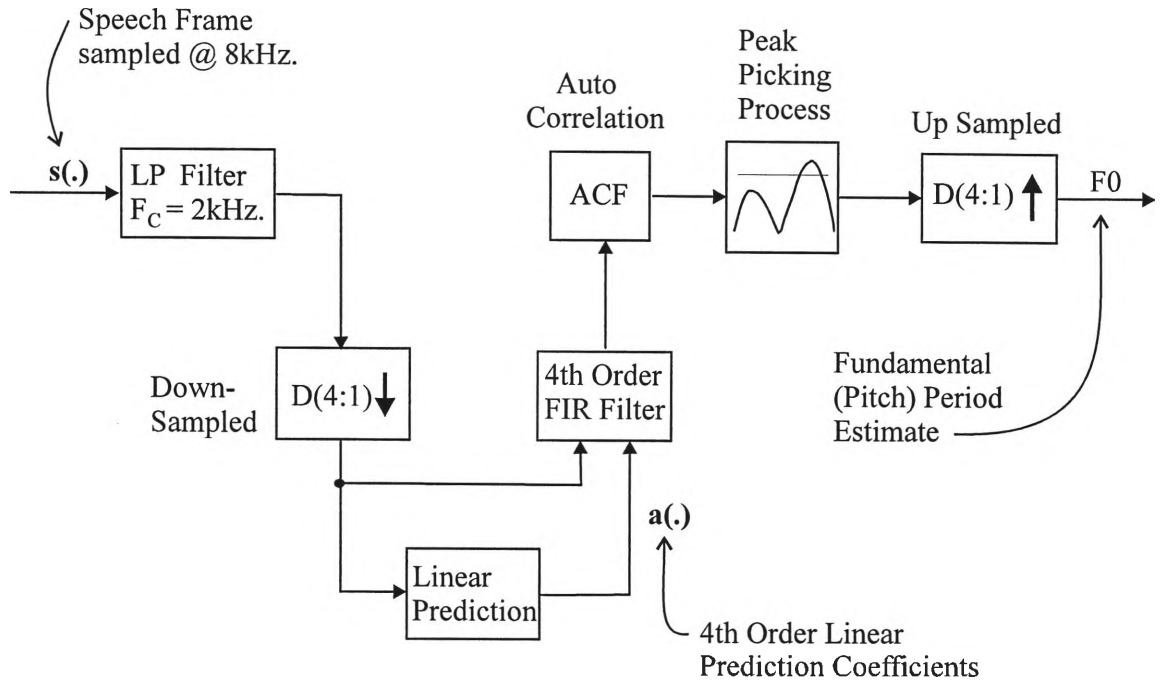 Speech Frame
sampled @ 8kHz.
s(.)
LP Filter
F_C = 2kHz.
Down-
Sampled
D(4:1)
Linear
Prediction
a(.)
4th Order Linear
Prediction Coefficients
4th Order
FIR Filter
Auto
Correlation
ACF
Peak
Picking
Process
Up Sampled
D(4:1)
F0
Fundamental
(Pitch) Period
Estimate